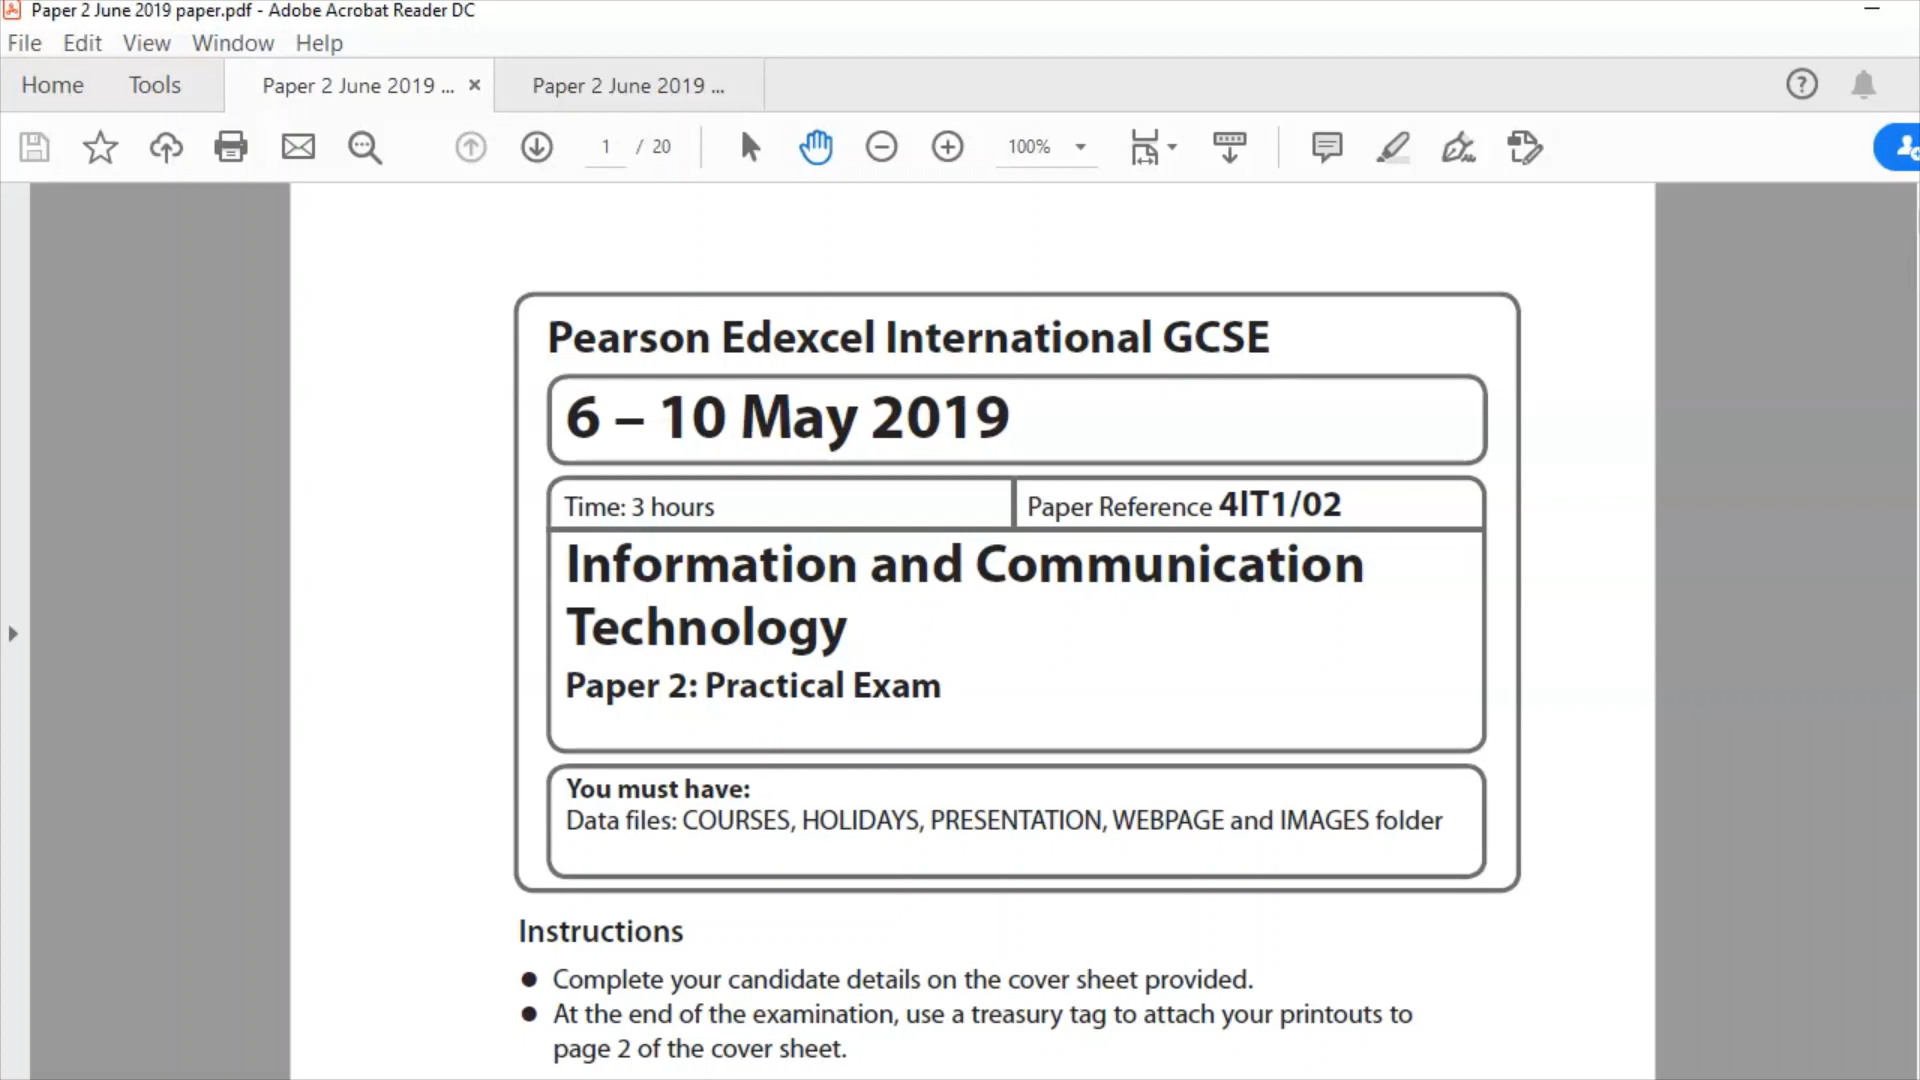 Paper 2 June 2019 paper.pdf - Adobe Acrobat Reader DC
File Edit View Window Help
Home Tools Paper 2 June 2019 ... × Paper 2 June 2019 ...
1 / 20 100%
Pearson Edexcel International GCSE
6 – 10 May 2019
Time: 3 hours Paper Reference 4IT1/02
Information and Communication
Technology
Paper 2: Practical Exam
You must have:
Data files: COURSES, HOLIDAYS, PRESENTATION, WEBPAGE and IMAGES folder
Instructions
● Complete your candidate details on the cover sheet provided.
● At the end of the examination, use a treasury tag to attach your printouts to
page 2 of the cover sheet.